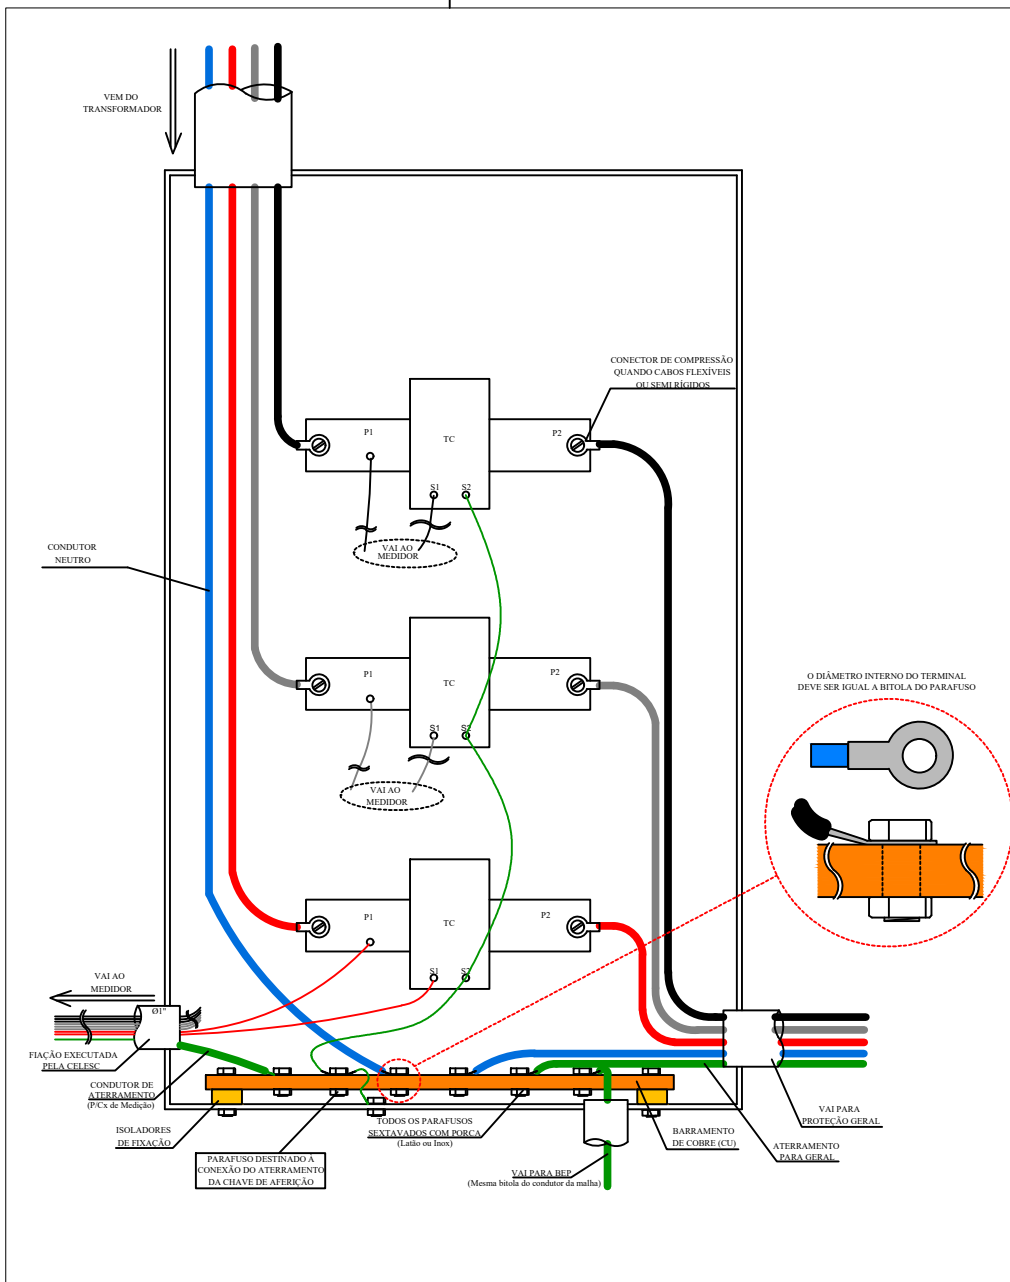 VEM DO
TRANSFORMADOR
CONECTOR DE COMPRESSÃO
QUANDO CABOS FLEXÍVEIS
OU SEMI RÍGIDOS
P1
TC
P2
S1
S2
VAI AO
MEDIDOR
CONDUTOR
NEUTRO
P1
TC
P2
S1
S2
VAI AO
MEDIDOR
O DIÂMETRO INTERNO DO TERMINAL
DEVE SER IGUAL A BITOLA DO PARAFUSO
P1
TC
P2
S1
S2
VAI AO
MEDIDOR
Ø1"
FIAÇÃO EXECUTADA
PELA CELESC
CONDUTOR DE
ATERRAMENTO
(P/Cx de Medição)
ISOLADORES
DE FIXAÇÃO
PARAFUSO DESTINADO À
CONEXÃO DO ATERRAMENTO
DA CHAVE DE AFERIÇÃO
TODOS OS PARAFUSOS
SEXTAVADOS COM PORCA
(Latão ou Inox)
VAI PARA BEP
(Mesma bitola do condutor da malha)
BARRAMENTO
DE COBRE (CU)
ATERRAMENTO
PARA GERAL
VAI PARA
PROTEÇÃO GERAL